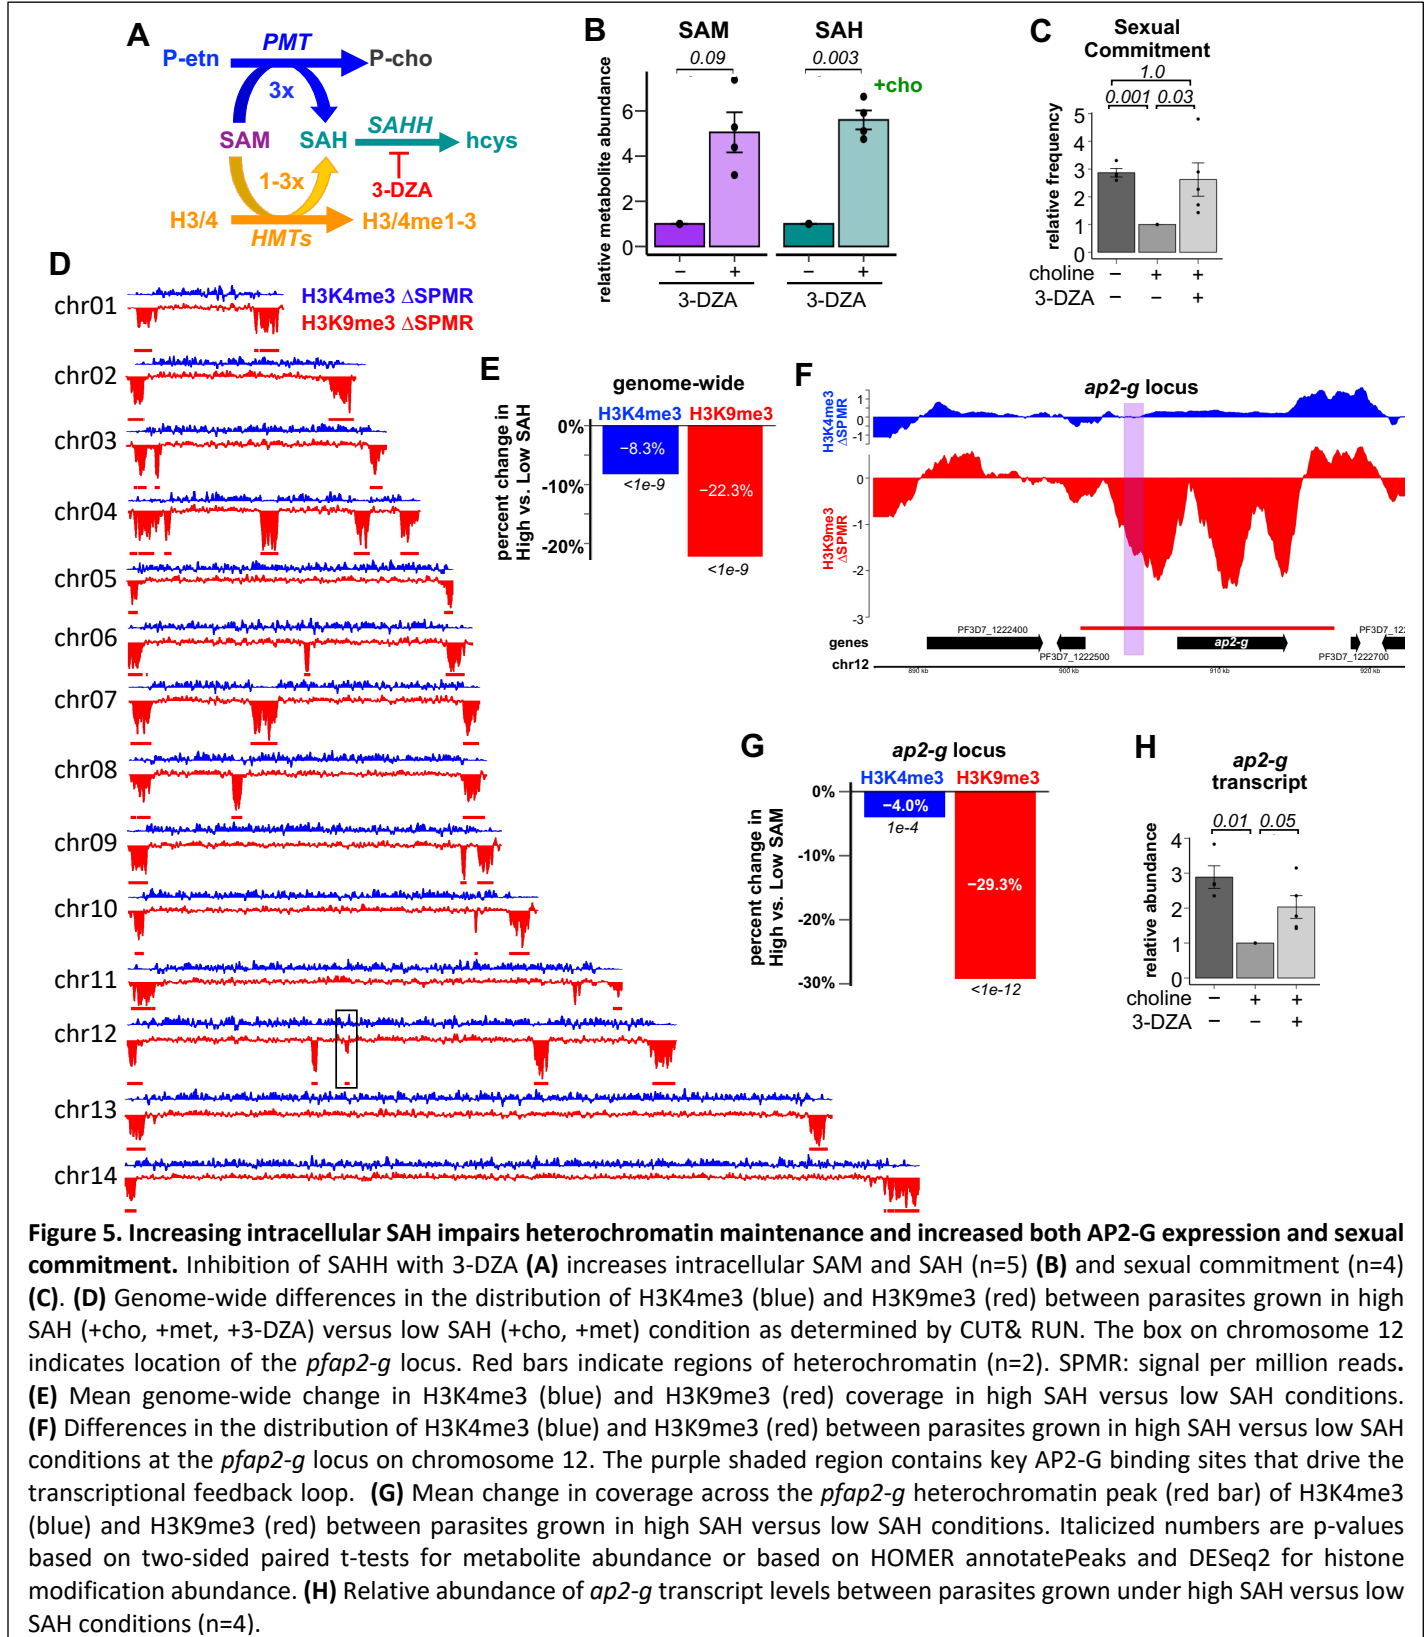 A
P-etn
PMT
P-cho
3x
SAM
SAH
SAHH
hcys
1-3x
3-DZA
H3/4
HMTs
H3/4me1-3
B
SAM
SAH
0.09
0.003
+cho
relative metabolite abundance
6
4
2
0
− + − +
3-DZA 3-DZA
C
Sexual
Commitment
1.0
0.001 0.03
relative frequency
5
4
3
2
1
0
choline − + +
3-DZA − − +
D
H3K4me3 ΔSPMR
H3K9me3 ΔSPMR
chr01
chr02
chr03
chr04
chr05
chr06
chr07
chr08
chr09
chr10
chr11
chr12
chr13
chr14
E
genome-wide
H3K4me3 H3K9me3
percent change in
High vs. Low SAH
0%
-10%
-20%
−8.3%
<1e-9
−22.3%
<1e-9
F
ap2-g locus
H3K4me3
ΔSPMR
1
0
-1
H3K9me3
ΔSPMR
0
-1
-2
-3
genes
PF3D7_1222400
PF3D7_1222500
ap2-g
PF3D7_1222700
PF3D7_122
chr12
890 kb
900 kb
910 kb
920 kb
G
ap2-g locus
H3K4me3 H3K9me3
percent change in
High vs. Low SAM
0%
-10%
-20%
-30%
−4.0%
1e-4
−29.3%
<1e-12
H
ap2-g
transcript
0.01 0.05
relative abundance
4
3
2
1
0
choline − + +
3-DZA − − +
Figure 5. Increasing intracellular SAH impairs heterochromatin maintenance and increased both AP2-G expression and sexual
commitment. Inhibition of SAHH with 3-DZA (A) increases intracellular SAM and SAH (n=5) (B) and sexual commitment (n=4)
(C). (D) Genome-wide differences in the distribution of H3K4me3 (blue) and H3K9me3 (red) between parasites grown in high
SAH (+cho, +met, +3-DZA) versus low SAH (+cho, +met) condition as determined by CUT& RUN. The box on chromosome 12
indicates location of the pfap2-g locus. Red bars indicate regions of heterochromatin (n=2). SPMR: signal per million reads.
(E) Mean genome-wide change in H3K4me3 (blue) and H3K9me3 (red) coverage in high SAH versus low SAH conditions.
(F) Differences in the distribution of H3K4me3 (blue) and H3K9me3 (red) between parasites grown in high SAH versus low SAH
conditions at the pfap2-g locus on chromosome 12. The purple shaded region contains key AP2-G binding sites that drive the
transcriptional feedback loop. (G) Mean change in coverage across the pfap2-g heterochromatin peak (red bar) of H3K4me3
(blue) and H3K9me3 (red) between parasites grown in high SAH versus low SAH conditions. Italicized numbers are p-values
based on two-sided paired t-tests for metabolite abundance or based on HOMER annotatePeaks and DESeq2 for histone
modification abundance. (H) Relative abundance of ap2-g transcript levels between parasites grown under high SAH versus low
SAH conditions (n=4).